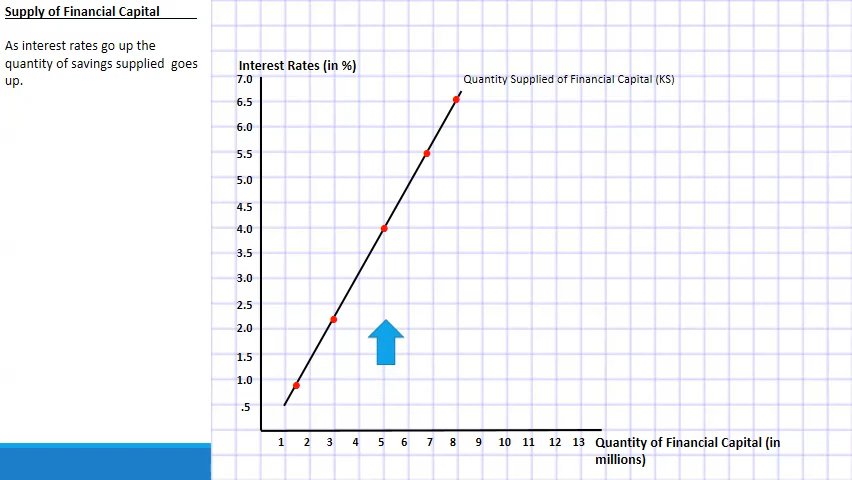 Supply of Financial Capital
As interest rates go up the
quantity of savings supplied goes
up.
Interest Rates (in %)
Quantity Supplied of Financial Capital (KS)
7.0
6.5
6.0
5.5
5.0
4.5
4.0
3.5
3.0
2.5
2.0
1.5
1.0
.5
1 2 3 4 5 6 7 8 9 10 11 12 13
Quantity of Financial Capital (in
millions)